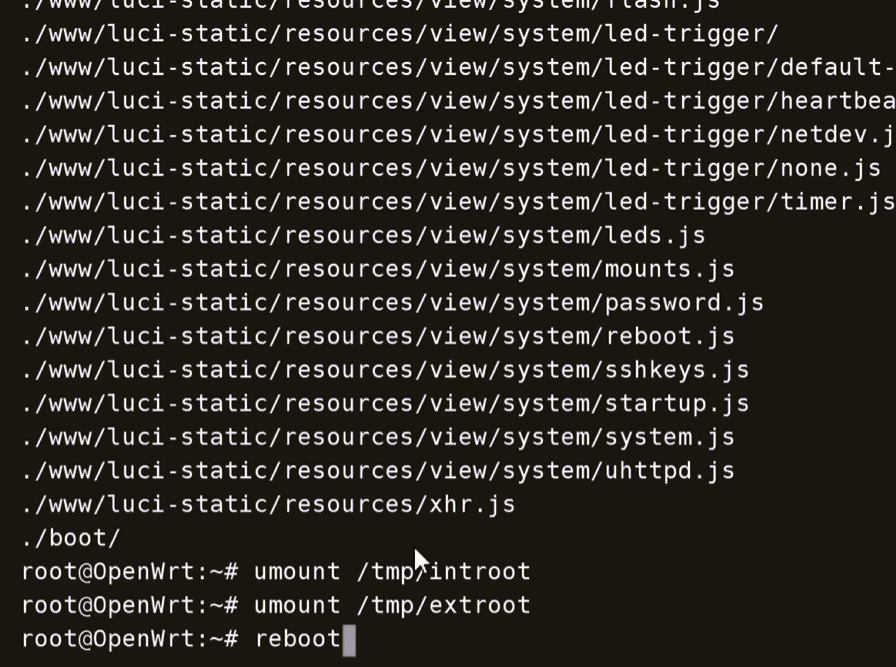 ./www/luci-static/resources/view/system/flash.js
./www/luci-static/resources/view/system/led-trigger/
./www/luci-static/resources/view/system/led-trigger/default-
./www/luci-static/resources/view/system/led-trigger/heartbea
./www/luci-static/resources/view/system/led-trigger/netdev.j
./www/luci-static/resources/view/system/led-trigger/none.js
./www/luci-static/resources/view/system/led-trigger/timer.js
./www/luci-static/resources/view/system/leds.js
./www/luci-static/resources/view/system/mounts.js
./www/luci-static/resources/view/system/password.js
./www/luci-static/resources/view/system/reboot.js
./www/luci-static/resources/view/system/sshkeys.js
./www/luci-static/resources/view/system/startup.js
./www/luci-static/resources/view/system/system.js
./www/luci-static/resources/view/system/uhttpd.js
./www/luci-static/resources/xhr.js
./boot/
root@OpenWrt:~# umount /tmp/introot
root@OpenWrt:~# umount /tmp/extroot
root@OpenWrt:~# reboot